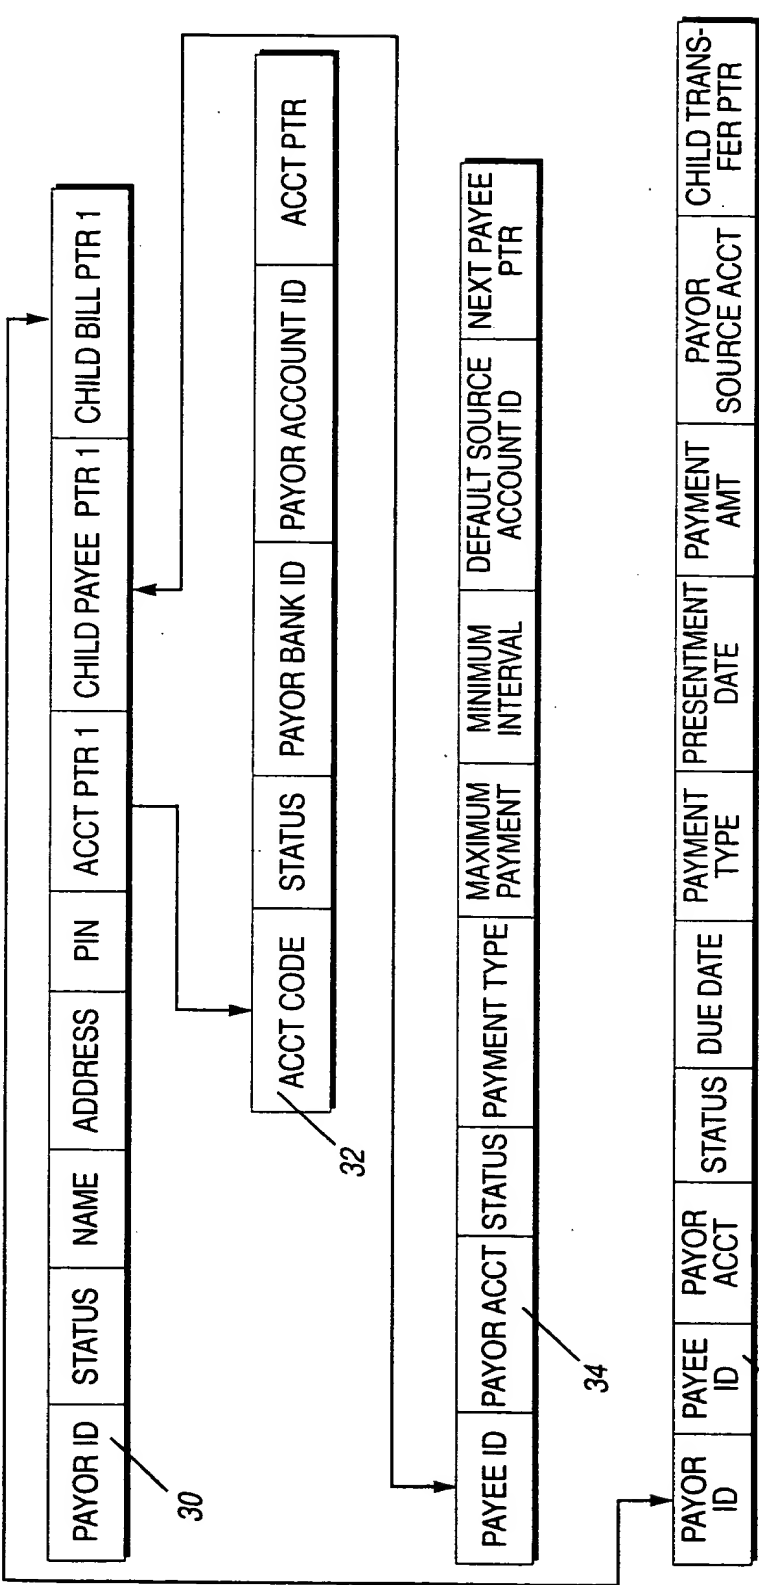 PAYOR ID
STATUS
NAME
ADDRESS
PIN
ACCT PTR 1
CHILD PAYEE PTR 1
CHILD BILL PTR 1
30
ACCT CODE
STATUS
PAYOR BANK ID
PAYOR ACCOUNT ID
ACCT PTR
32
PAYEE ID
PAYOR ACCT
STATUS
PAYMENT TYPE
MAXIMUM
PAYMENT
MINIMUM
INTERVAL
DEFAULT SOURCE
ACCOUNT ID
NEXT PAYEE
PTR
34
PAYOR
ID
PAYEE
ID
PAYOR
ACCT
STATUS
DUE DATE
PAYMENT
TYPE
PRESENTMENT
DATE
PAYMENT
AMT
PAYOR
SOURCE ACCT
CHILD TRANS-
FER PTR